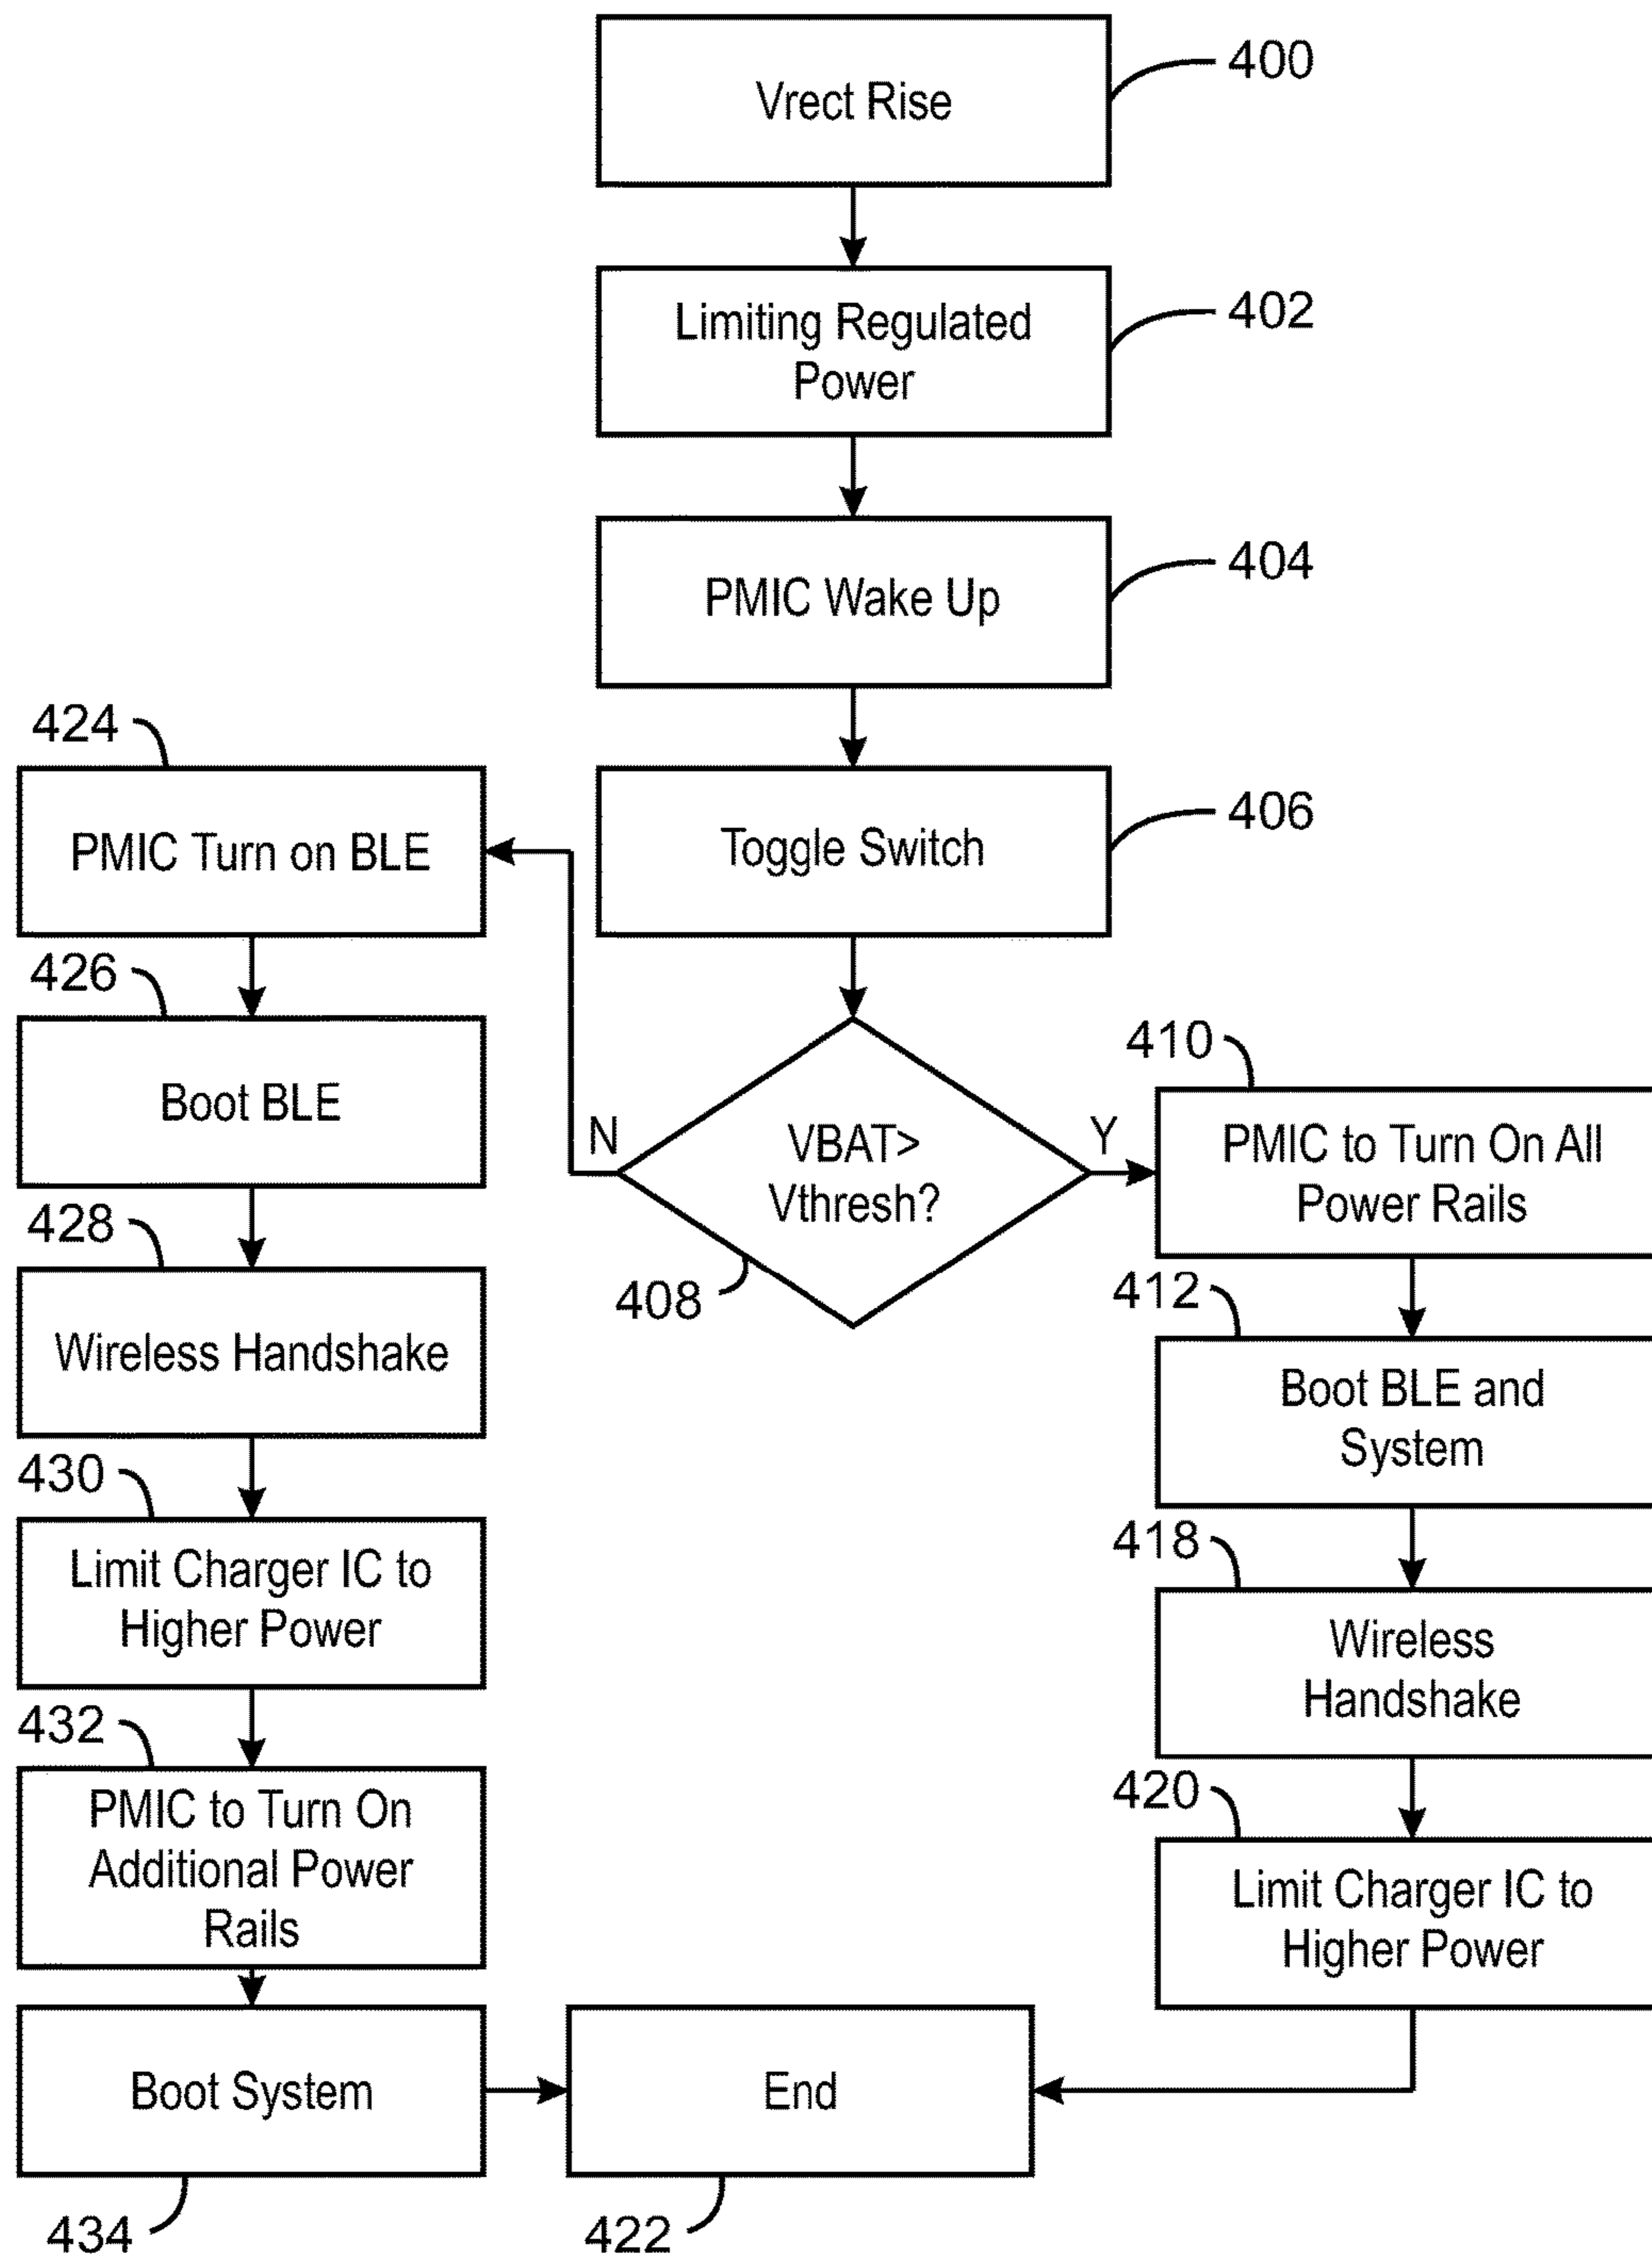 Vrect Rise
400
Limiting Regulated
Power
402
PMIC Wake Up
404
Toggle Switch
406
VBAT>
Vthresh?
408
N
Y
424
PMIC Turn on BLE
426
Boot BLE
428
Wireless Handshake
430
Limit Charger IC to
Higher Power
432
PMIC to Turn On
Additional Power
Rails
Boot System
434
410
PMIC to Turn On All
Power Rails
412
Boot BLE and
System
418
Wireless
Handshake
420
Limit Charger IC to
Higher Power
End
422